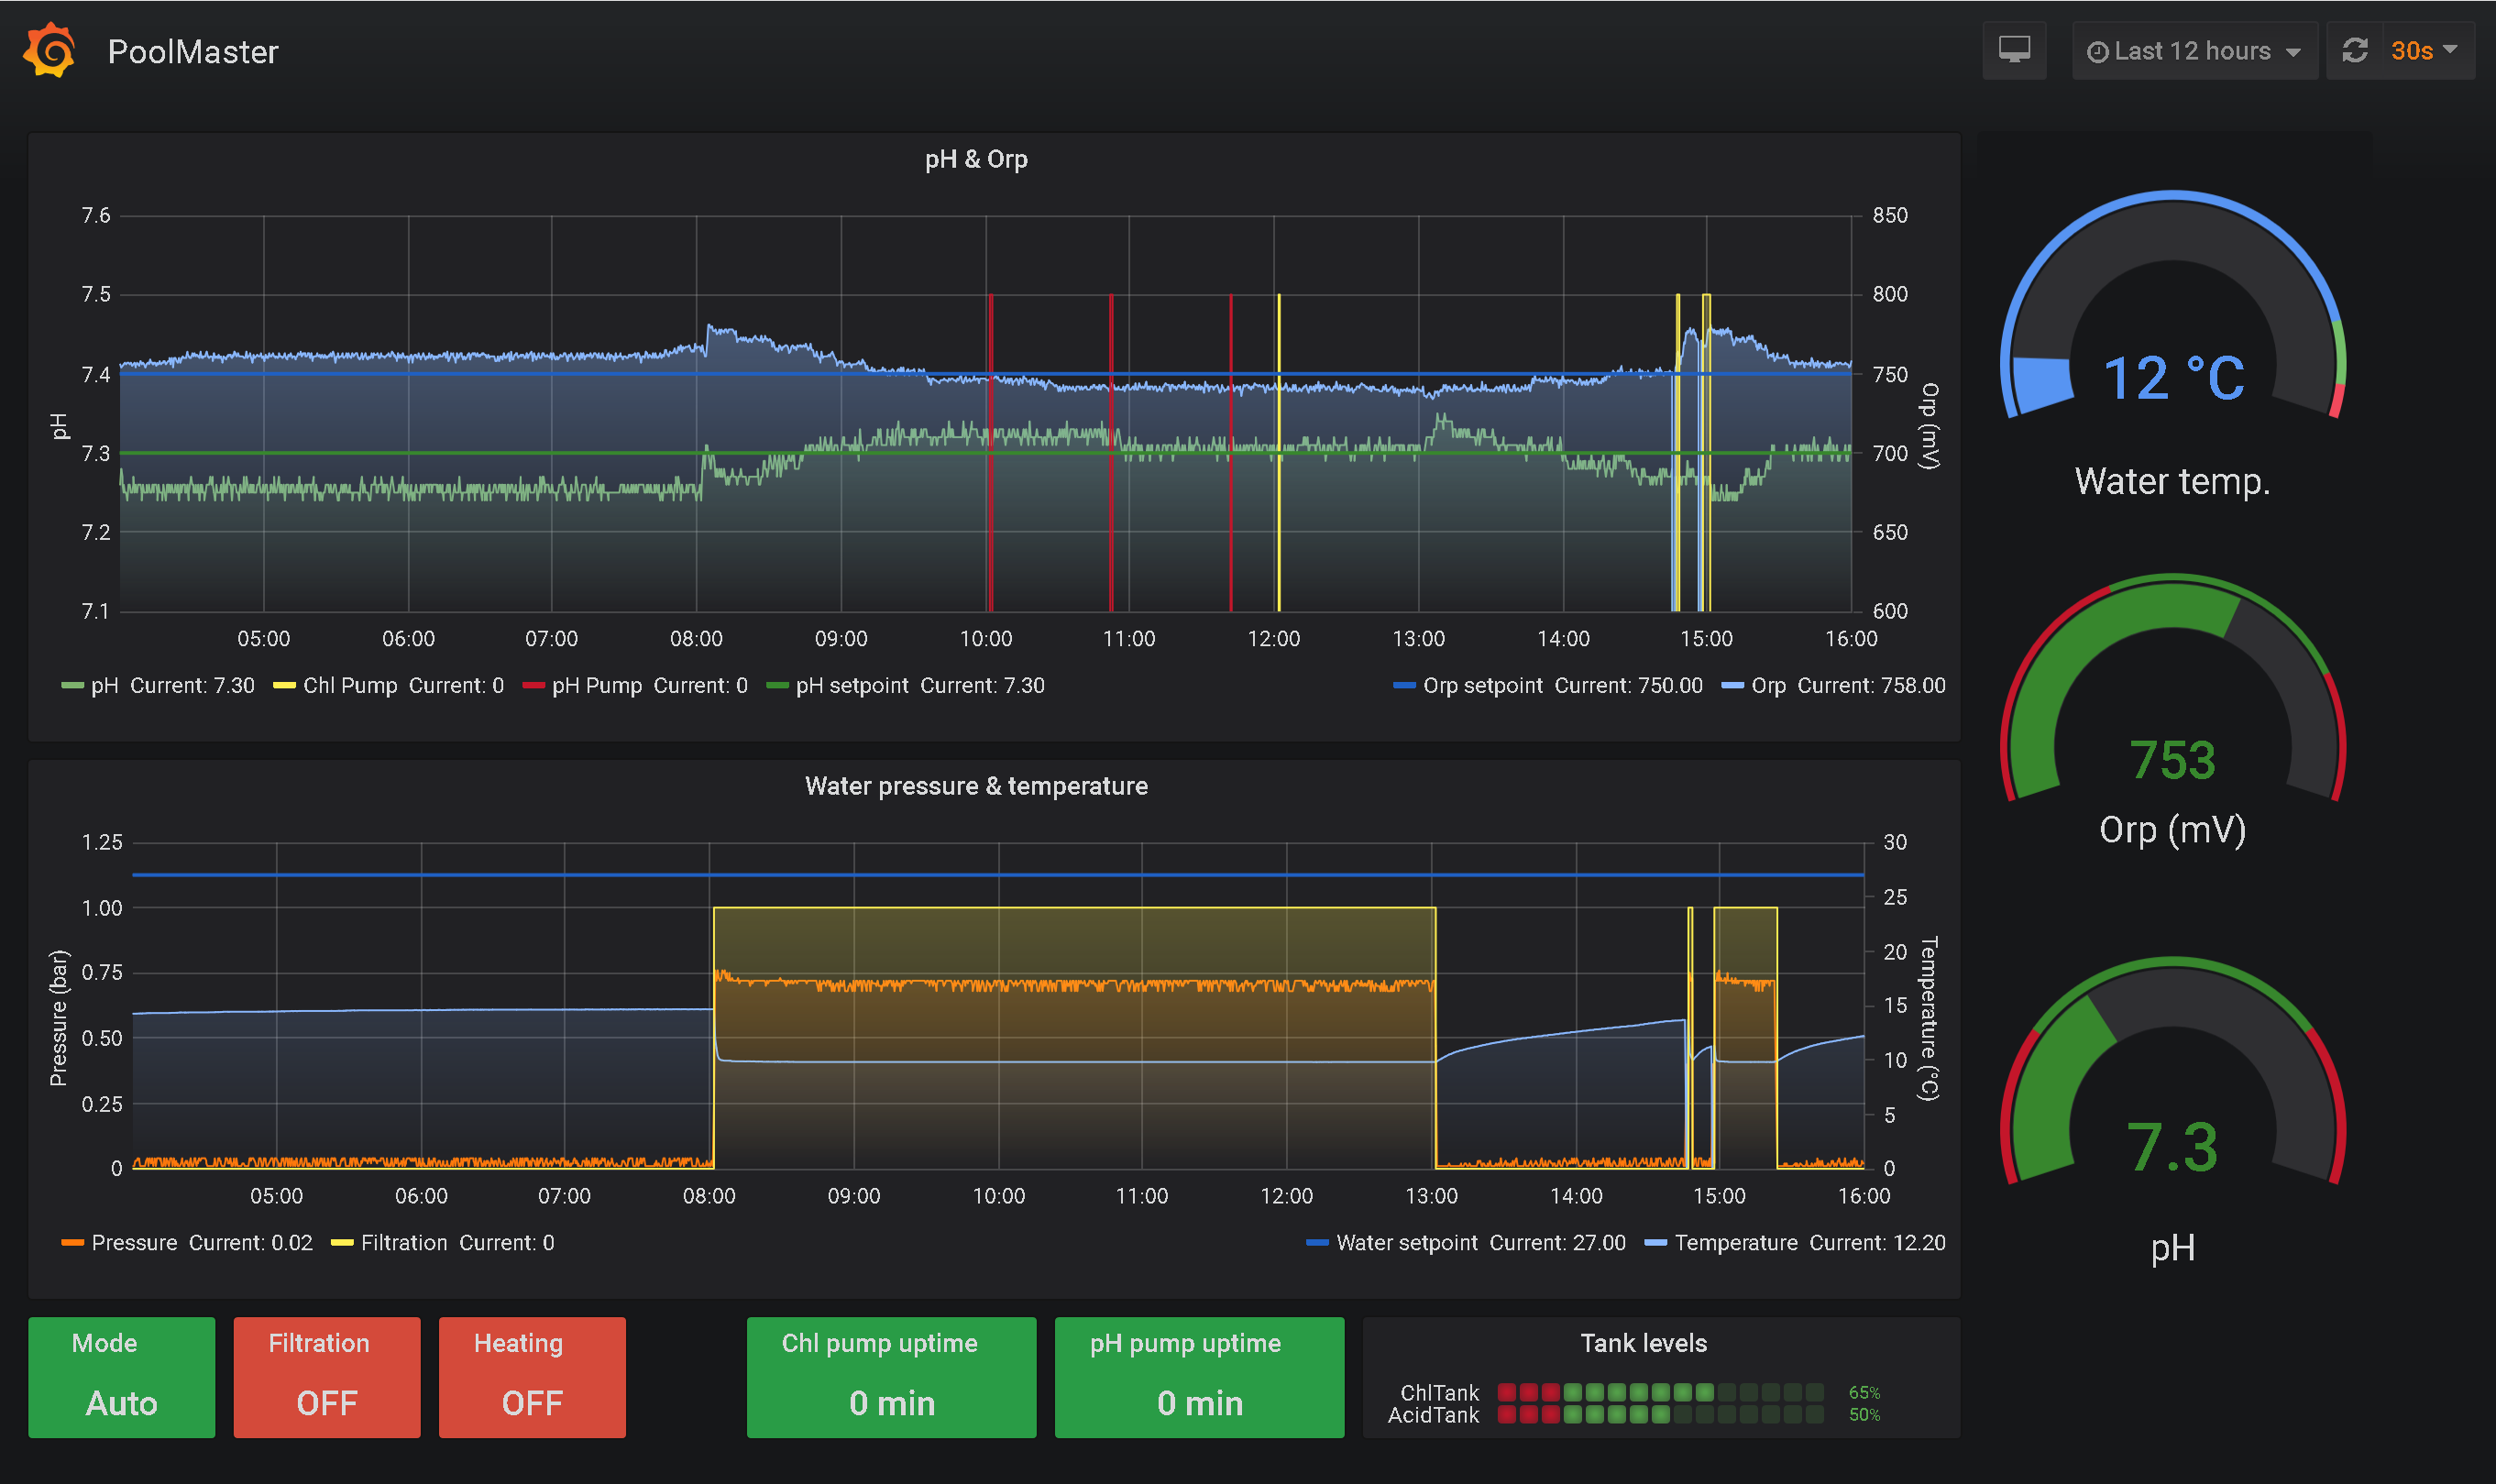 PoolMaster
Last 12 hours
30s
pH & Orp
7.6
7.5
7.4
7.3
7.2
7.1
pH
850
800
750
700
650
600
Orp (mV)
05:00 06:00 07:00 08:00 09:00 10:00 11:00 12:00 13:00 14:00 15:00 16:00
pH Current: 7.30 Chl Pump Current: 0 pH Pump Current: 0 pH setpoint Current: 7.30
Orp setpoint Current: 750.00 Orp Current: 758.00
12 °C
Water temp.
753
Orp (mV)
7.3
pH
Water pressure & temperature
1.25
1.00
0.75
0.50
0.25
0
Pressure (bar)
30
25
20
15
10
5
0
Temperature (°C)
05:00 06:00 07:00 08:00 09:00 10:00 11:00 12:00 13:00 14:00 15:00 16:00
Pressure Current: 0.02 Filtration Current: 0
Water setpoint Current: 27.00 Temperature Current: 12.20
Mode
Auto
Filtration
OFF
Heating
OFF
Chl pump uptime
0 min
pH pump uptime
0 min
Tank levels
ChlTank 65%
AcidTank 50%